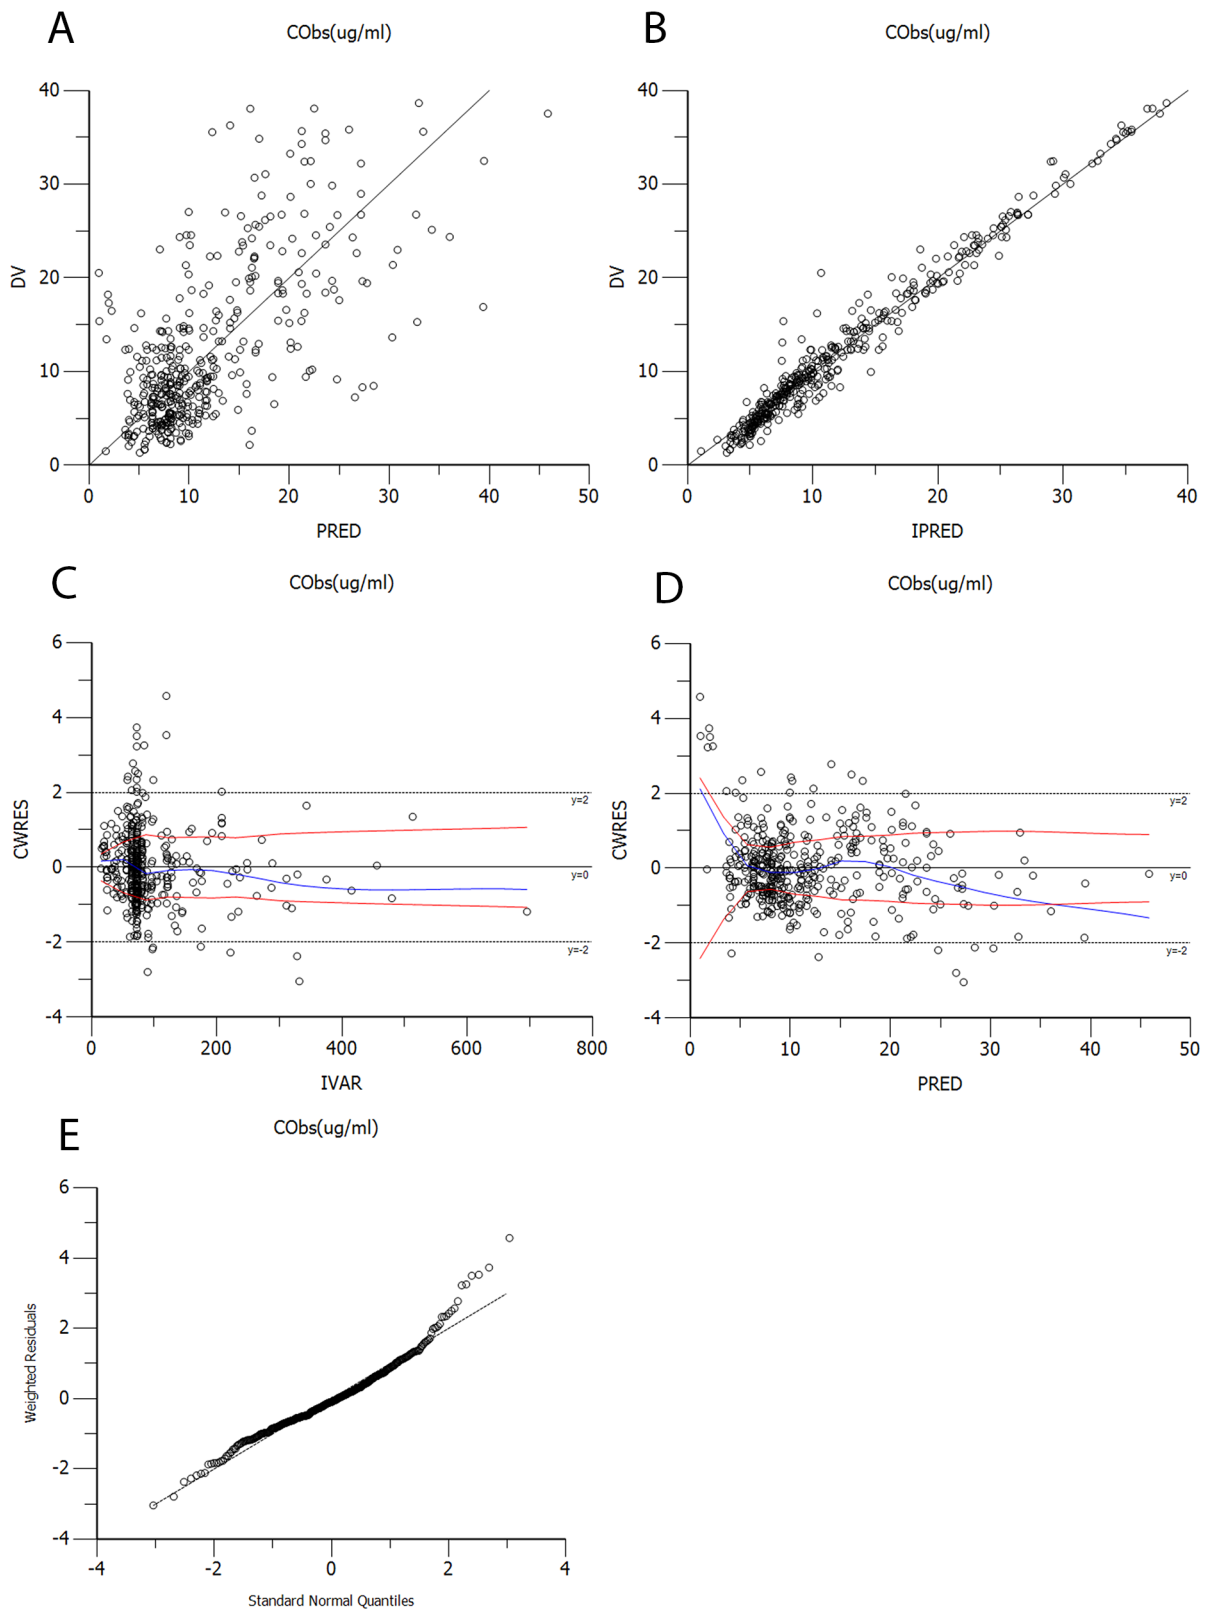 A
CObs(ug/ml)
40
30
20
10
0
DV
0 10 20 30 40 50
PRED
B
CObs(ug/ml)
40
30
20
10
0
DV
0 10 20 30 40
IPRED
C
CObs(ug/ml)
6
4
2
0
-2
-4
CWRES
y=2
y=0
y=-2
0 200 400 600 800
IVAR
D
CObs(ug/ml)
6
4
2
0
-2
-4
CWRES
y=2
y=0
y=-2
0 10 20 30 40 50
PRED
E
CObs(ug/ml)
6
4
2
0
-2
-4
Weighted Residuals
-4 -2 0 2 4
Standard Normal Quantiles